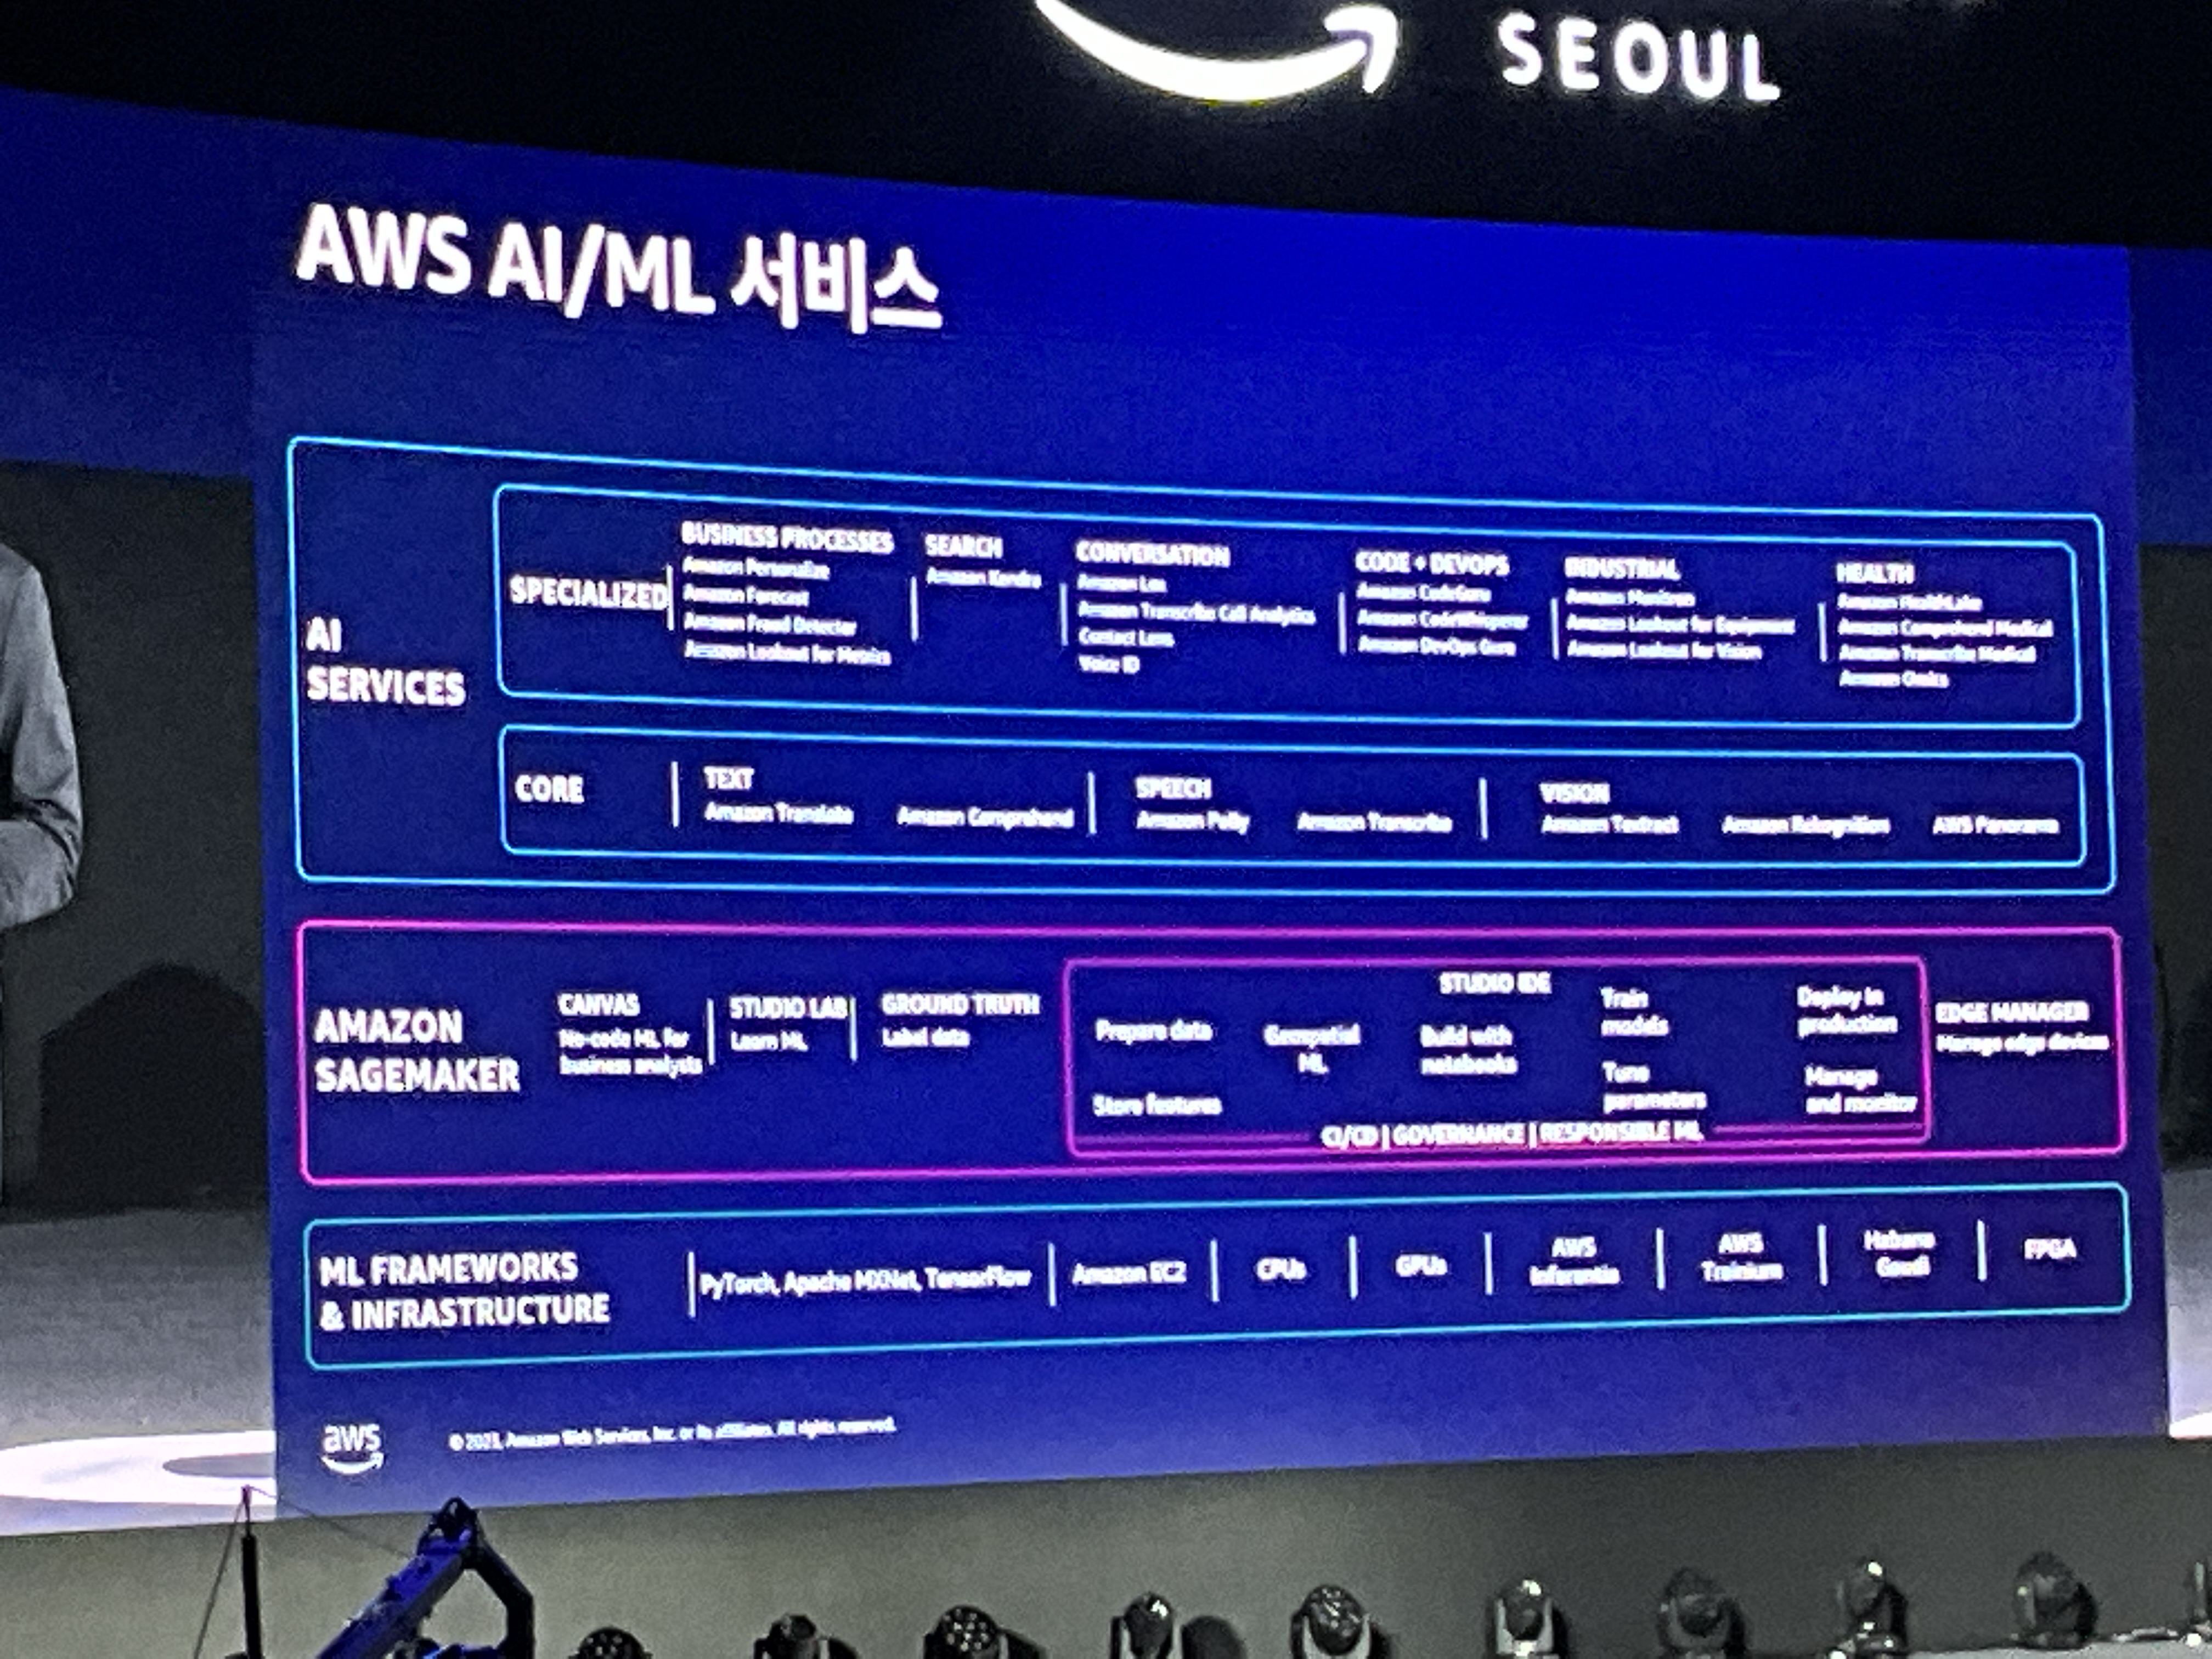 SEOUL
AWS AI/ML 서비스
AI
SERVICES
SPECIALIZED
BUSINESS PROCESSES
Amazon Personalize
Amazon Forecast
Amazon Fraud Detector
Amazon Lookout for Metrics
SEARCH
Amazon Kendra
CONVERSATION
Amazon Lex
Amazon Transcribe Call Analytics
Contact Lens
Voice ID
CODE + DEVOPS
Amazon CodeGuru
Amazon CodeWhisperer
Amazon DevOps Guru
INDUSTRIAL
Amazon Monitron
Amazon Lookout for Equipment
Amazon Lookout for Vision
HEALTH
Amazon HealthLake
Amazon Comprehend Medical
Amazon Transcribe Medical
Amazon Omics
CORE
TEXT
Amazon Translate Amazon Comprehend
SPEECH
Amazon Polly Amazon Transcribe
VISION
Amazon Textract Amazon Rekognition AWS Panorama
AMAZON
SAGEMAKER
CANVAS
No-code ML for
business analysts
STUDIO LAB
Learn ML
GROUND TRUTH
Label data
STUDIO IDE
Prepare data
Store features
Geospatial
ML
Build with
notebooks
Train
models
Tune
parameters
Deploy in
production
Manage
and monitor
CI/CD | GOVERNANCE | RESPONSIBLE ML
EDGE MANAGER
Manage edge devices
ML FRAMEWORKS
& INFRASTRUCTURE
PyTorch, Apache MXNet, TensorFlow
Amazon EC2
CPUs
GPUs
AWS
Inferentia
AWS
Trainium
Habana
Gaudi
FPGA
aws
© 2023, Amazon Web Services, Inc. or its affiliates. All rights reserved.